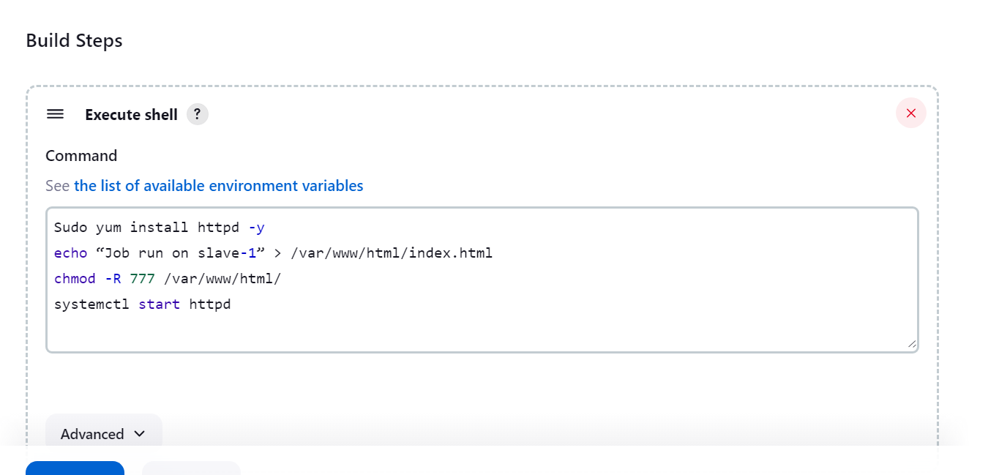 Build Steps
Execute shell ?
Command
See the list of available environment variables
Sudo yum install httpd -y
echo “Job run on slave-1” > /var/www/html/index.html
chmod -R 777 /var/www/html/
systemctl start httpd
Advanced